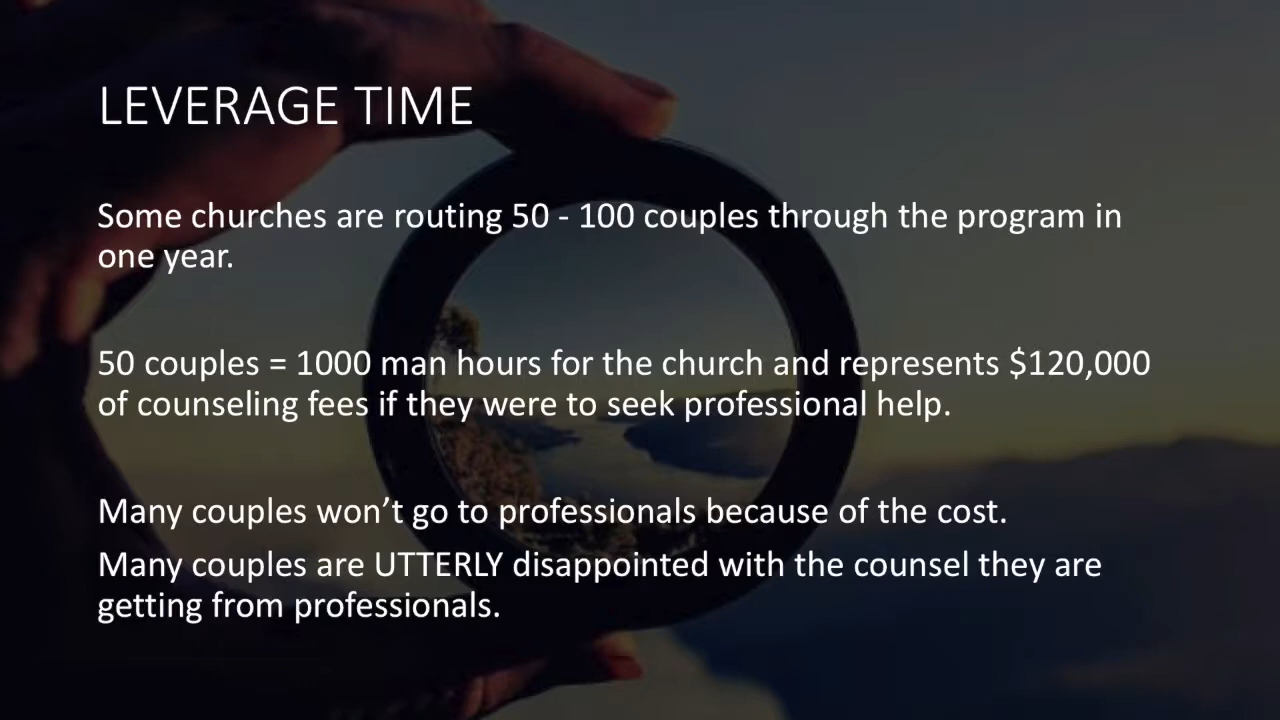 LEVERAGE TIME
Some churches are routing 50 - 100 couples through the program in
one year.
50 couples = 1000 man hours for the church and represents $120,000
of counseling fees if they were to seek professional help.
Many couples won’t go to professionals because of the cost.
Many couples are UTTERLY disappointed with the counsel they are
getting from professionals.